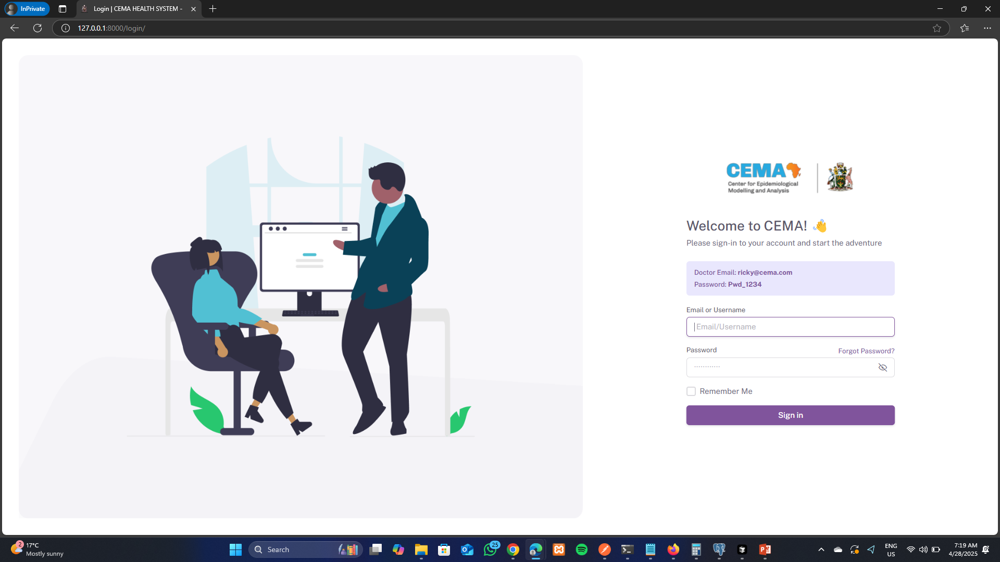 InPrivate
Login | CEMA HEALTH SYSTEM -
127.0.0.1:8000/login/
CEMA
Center for Epidemiological
Modelling and Analysis
Welcome to CEMA! 👋
Please sign-in to your account and start the adventure
Doctor Email: ricky@cema.com
Password: Pwd_1234
Email or Username
Email/Username
Password
Forgot Password?
Remember Me
Sign in
2
17°C
Mostly sunny
Search
25
ENG
US
7:19 AM
4/28/2025